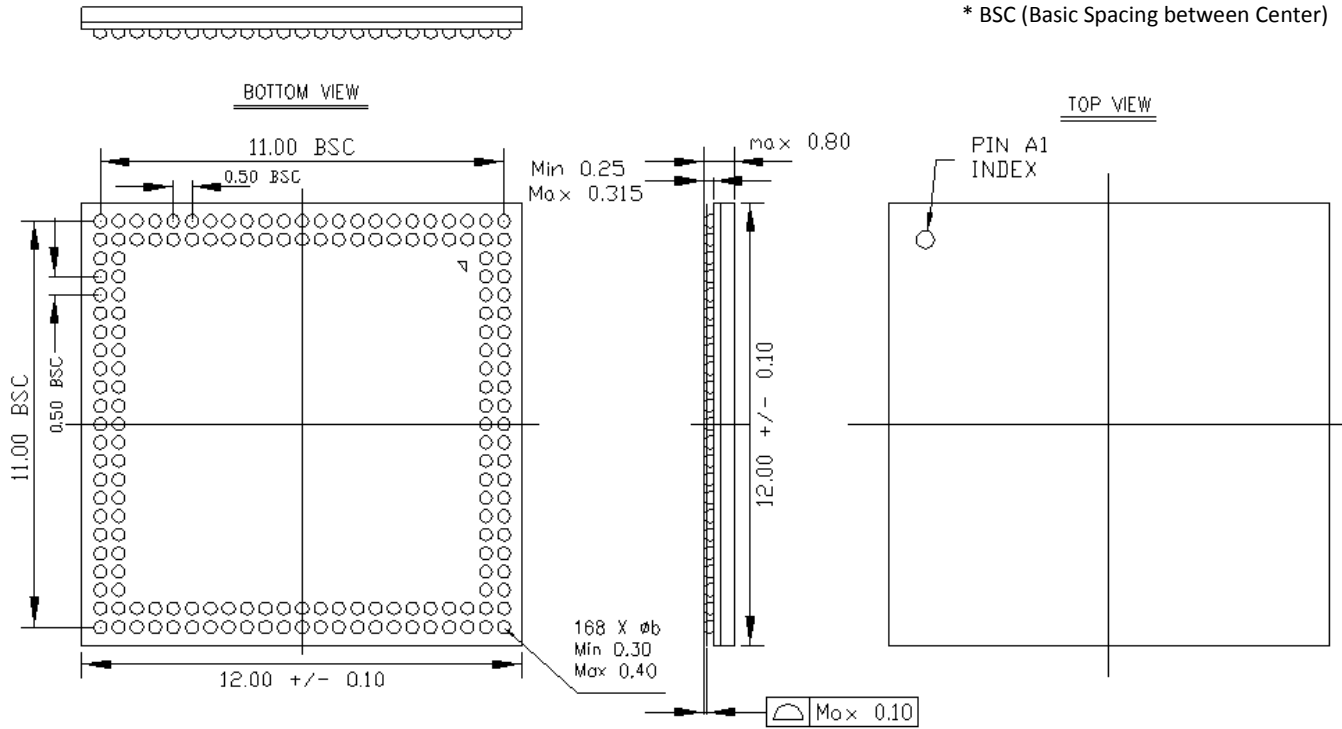 * BSC (Basic Spacing between Center)
BOTTOM VIEW
TOP VIEW
11.00 BSC
0.50 BSC
Min 0.25
Max 0.315
max 0.80
PIN A1
INDEX
11.00 BSC
0.50 BSC
12.00 +/- 0.10
168 X øb
Min 0.30
Max 0.40
12.00 +/- 0.10
Max 0.10